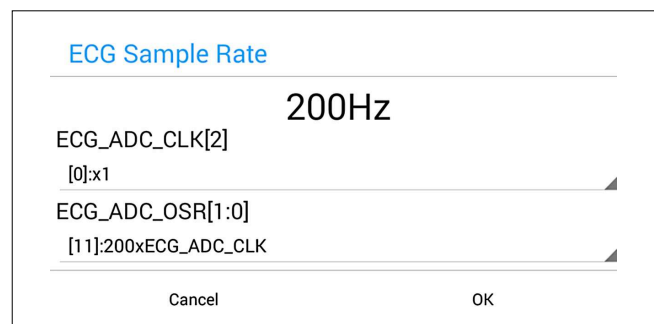 ECG Sample Rate
200Hz
ECG_ADC_CLK[2]
[0]:x1
ECG_ADC_OSR[1:0]
[11]:200xECG_ADC_CLK
Cancel OK